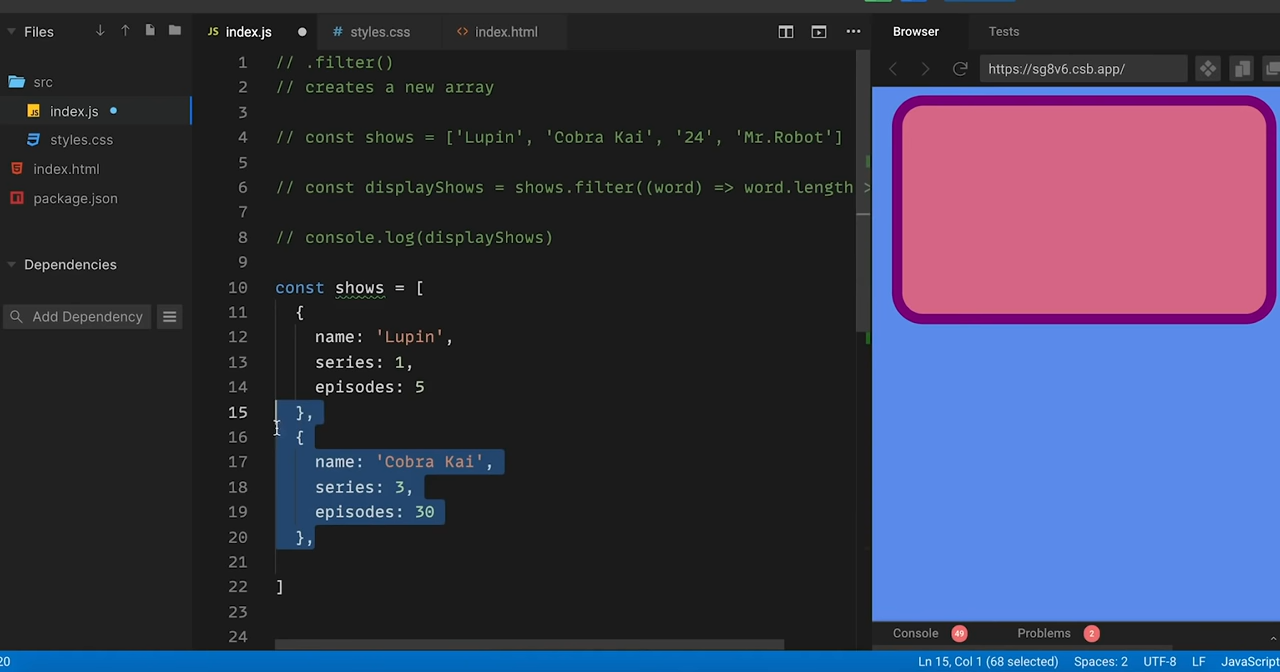 Files
JS index.js
# styles.css
<> index.html
Browser
Tests
src
index.js
styles.css
index.html
package.json
Dependencies
Add Dependency
1 // .filter()
2 // creates a new array
3
4 // const shows = ['Lupin', 'Cobra Kai', '24', 'Mr.Robot']
5
6 // const displayShows = shows.filter((word) => word.length >
7
8 // console.log(displayShows)
9
10 const shows = [
11 {
12 name: 'Lupin',
13 series: 1,
14 episodes: 5
15 },
16 {
17 name: 'Cobra Kai',
18 series: 3,
19 episodes: 30
20 },
21
22 ]
23
24
https://sg8v6.csb.app/
Console 49 Problems 2
20 Ln 15, Col 1 (68 selected) Spaces: 2 UTF-8 LF JavaScript